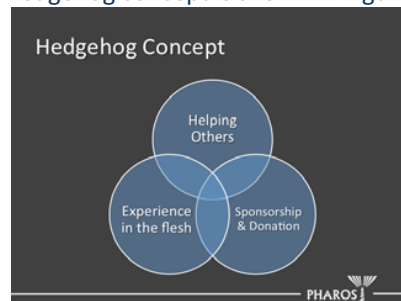 Hedgehog Concept
Helping
Others
Experience
in the flesh
Sponsorship
& Donation
PHAROS